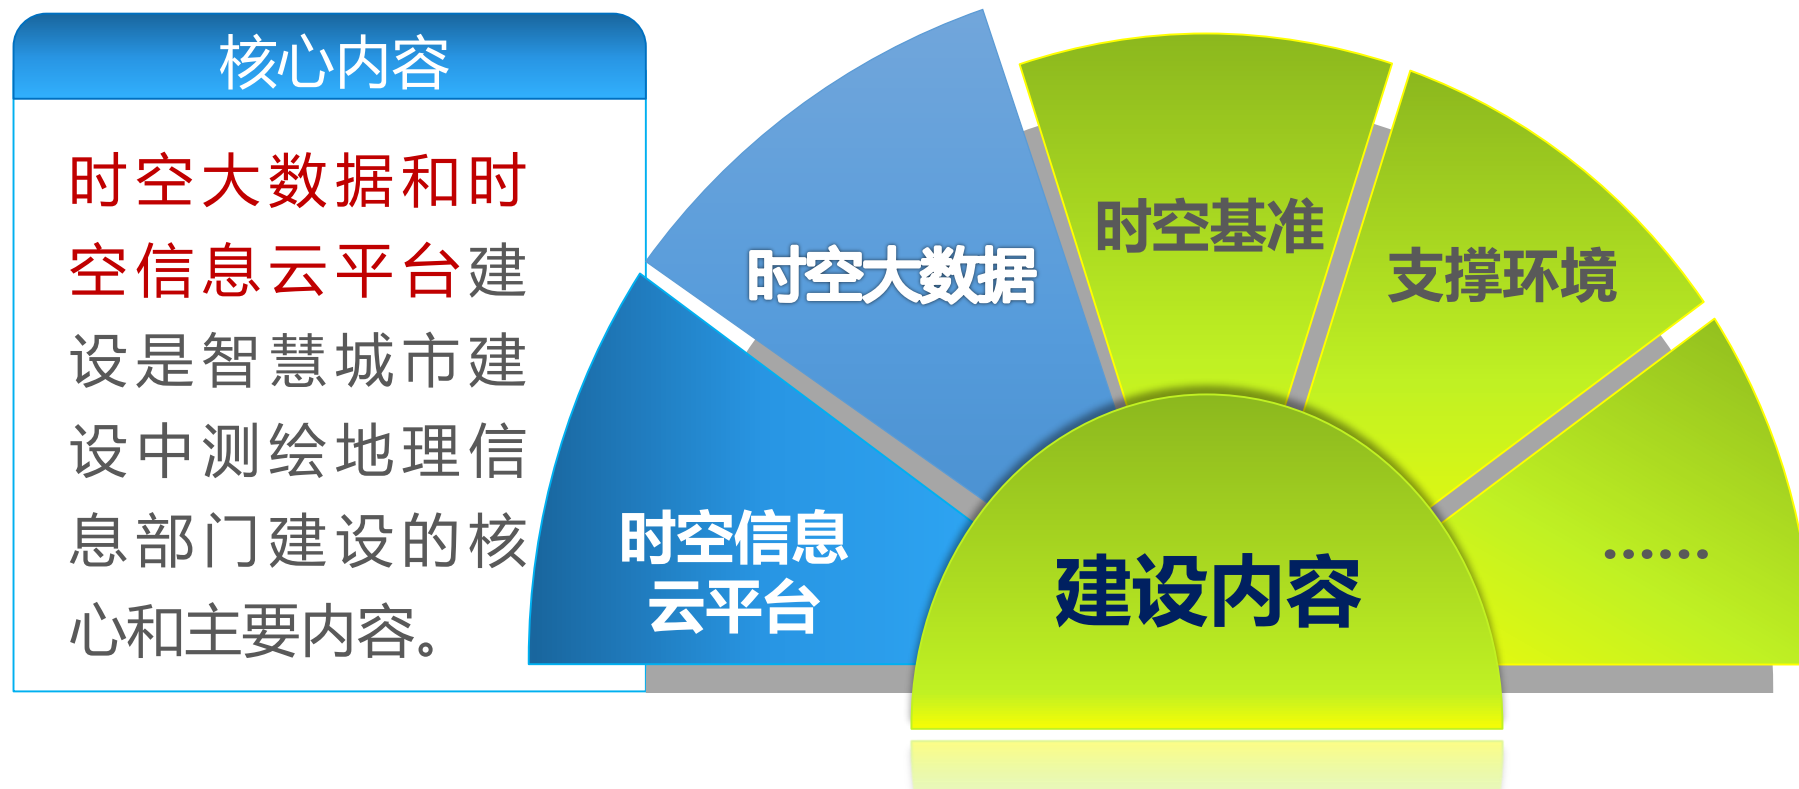 核心内容
时空大数据和时
空信息云平台建
设是智慧城市建
设中测绘地理信
息部门建设的核
心和主要内容。
时空信息
云平台
时空大数据
时空基准
支撑环境
……
建设内容